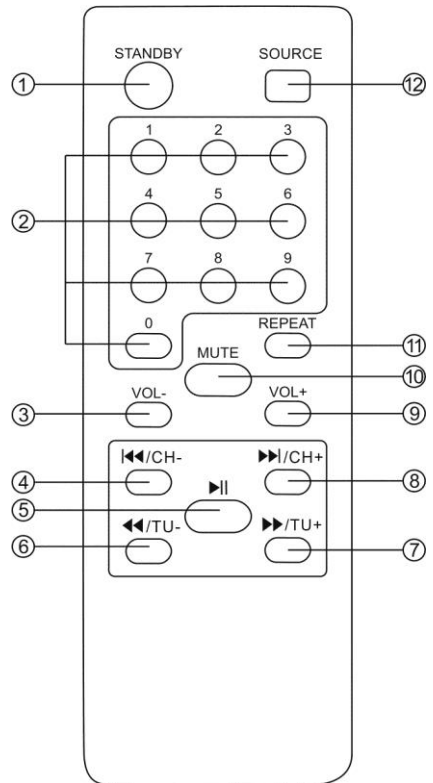 STANDBY SOURCE
① ⑫
1 2 3
4 5 6
②
7 8 9
0 REPEAT
⑪
MUTE
⑩
VOL- VOL+
③ ⑨
⏮/CH- ⏭/CH+
④ ⑧
▶II
⑤
◀◀/TU- ▶▶/TU+
⑥ ⑦